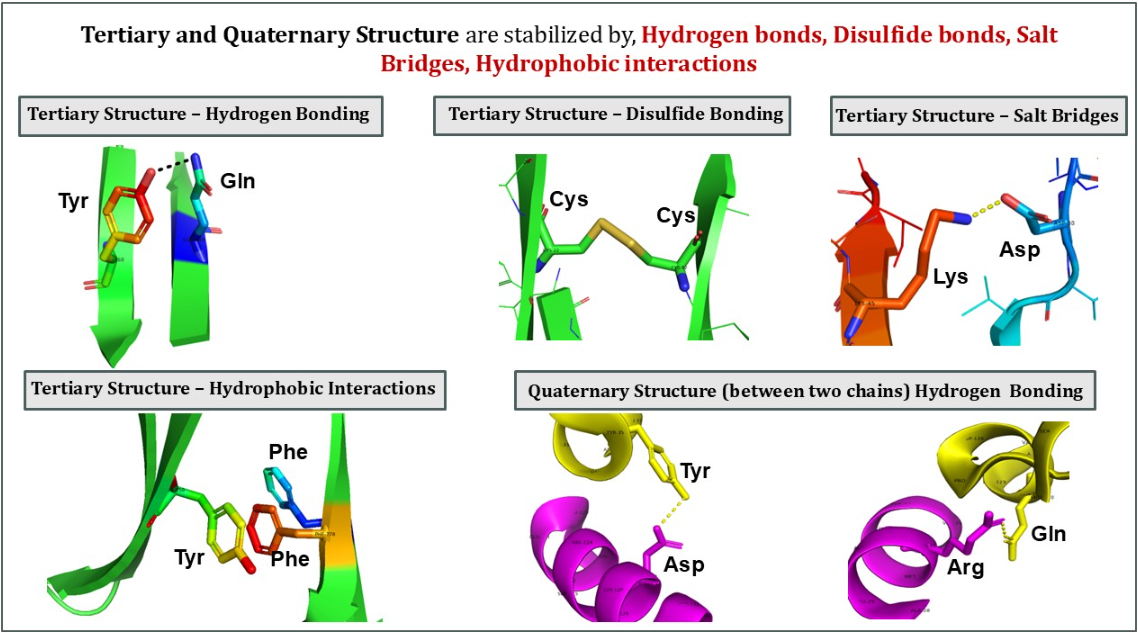 Tertiary and Quaternary Structure are stabilized by, Hydrogen bonds, Disulfide bonds, Salt
Bridges, Hydrophobic interactions
Tertiary Structure – Hydrogen Bonding
Tertiary Structure – Disulfide Bonding
Tertiary Structure – Salt Bridges
Tyr
Gln
Cys
Cys
Lys
Asp
Tertiary Structure – Hydrophobic Interactions
Quaternary Structure (between two chains) Hydrogen Bonding
Phe
Tyr
Phe
Tyr
Asp
Arg
Gln